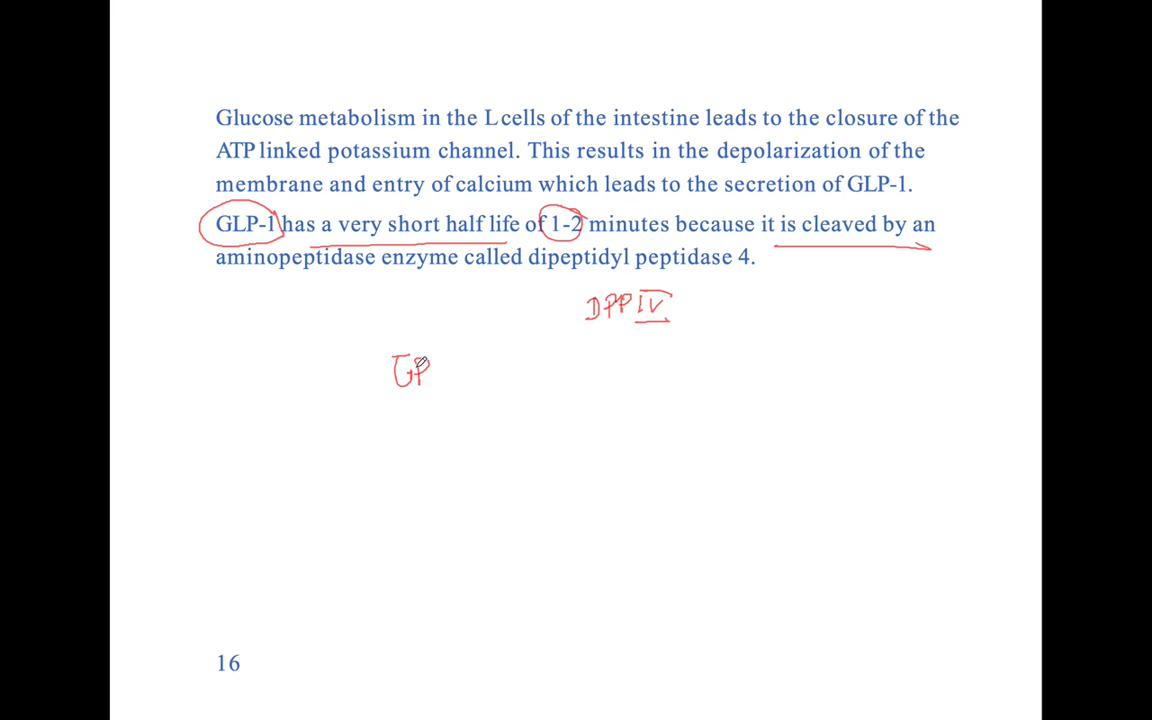 Glucose metabolism in the L cells of the intestine leads to the closure of the
ATP linked potassium channel. This results in the depolarization of the
membrane and entry of calcium which leads to the secretion of GLP-1.
GLP-1 has a very short half life of 1-2 minutes because it is cleaved by an
aminopeptidase enzyme called dipeptidyl peptidase 4.
DPP IV
GP
16